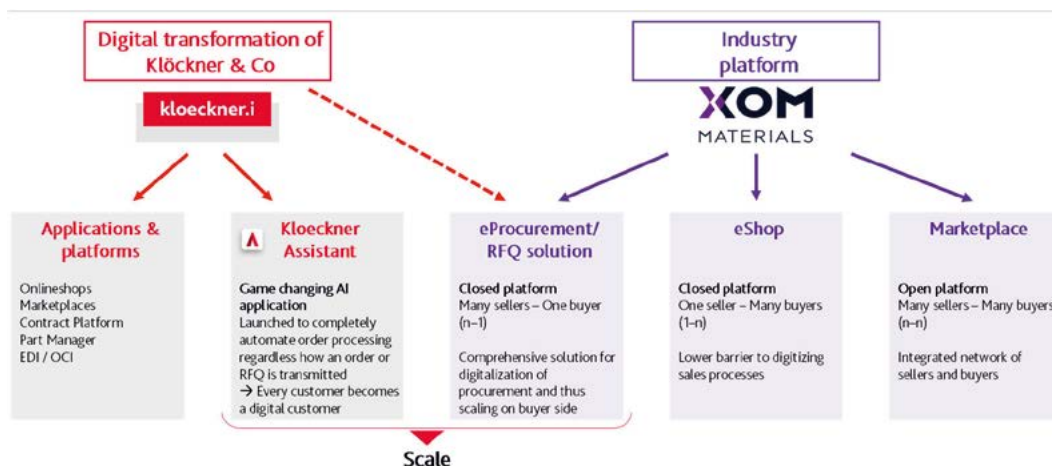 Digital transformation of
Klöckner & Co
kloeckner.i
Industry
platform
XOM
MATERIALS
Applications &
platforms
Onlineshops
Marketplaces
Contract Platform
Part Manager
EDI / OCI
Kloeckner
Assistant
Game changing AI
application
Launched to completely
automate order processing
regardless how an order or
RFQ is transmitted
→ Every customer becomes
a digital customer
eProcurement/
RFQ solution
Closed platform
Many sellers – One buyer
(n–1)
Comprehensive solution for
digitalization of
procurement and thus
scaling on buyer side
eShop
Closed platform
One seller – Many buyers
(1–n)
Lower barrier to digitizing
sales processes
Marketplace
Open platform
Many sellers – Many buyers
(n–n)
Integrated network of
sellers and buyers
Scale